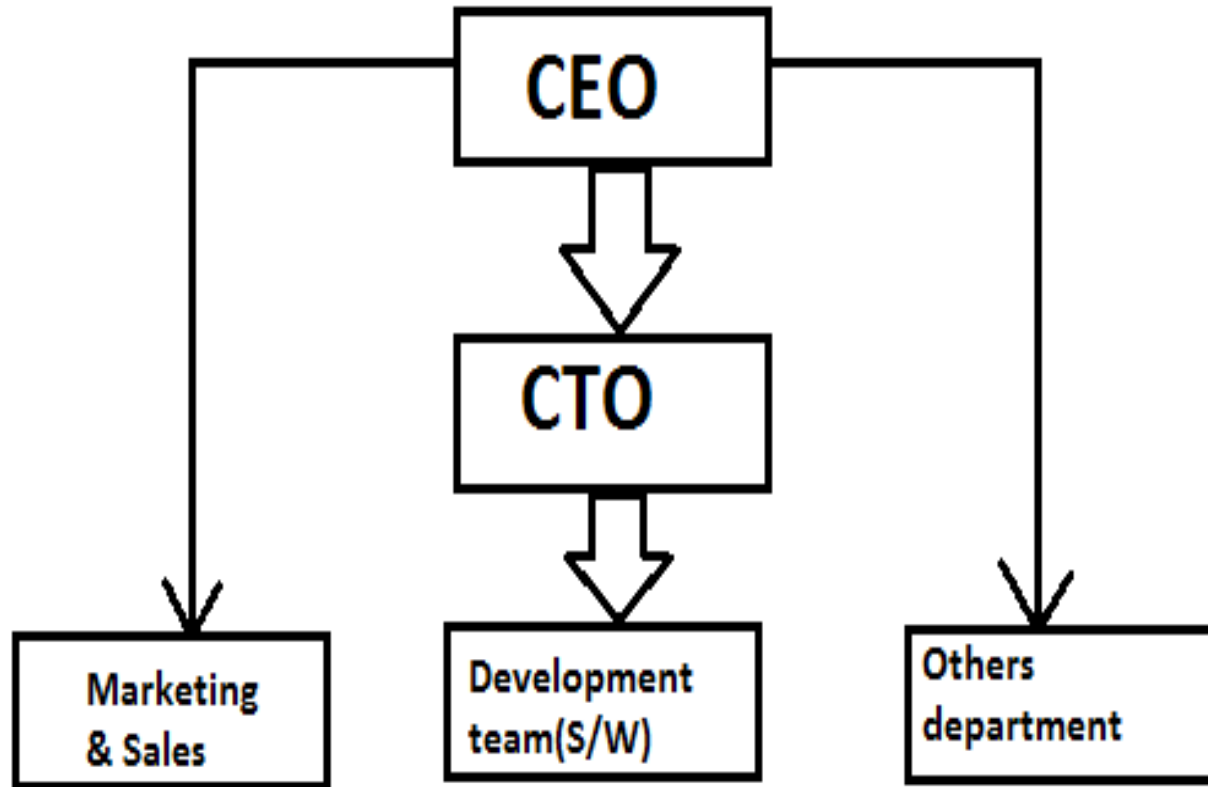 CEO
CTO
Marketing
& Sales
Development
team(S/W)
Others
department